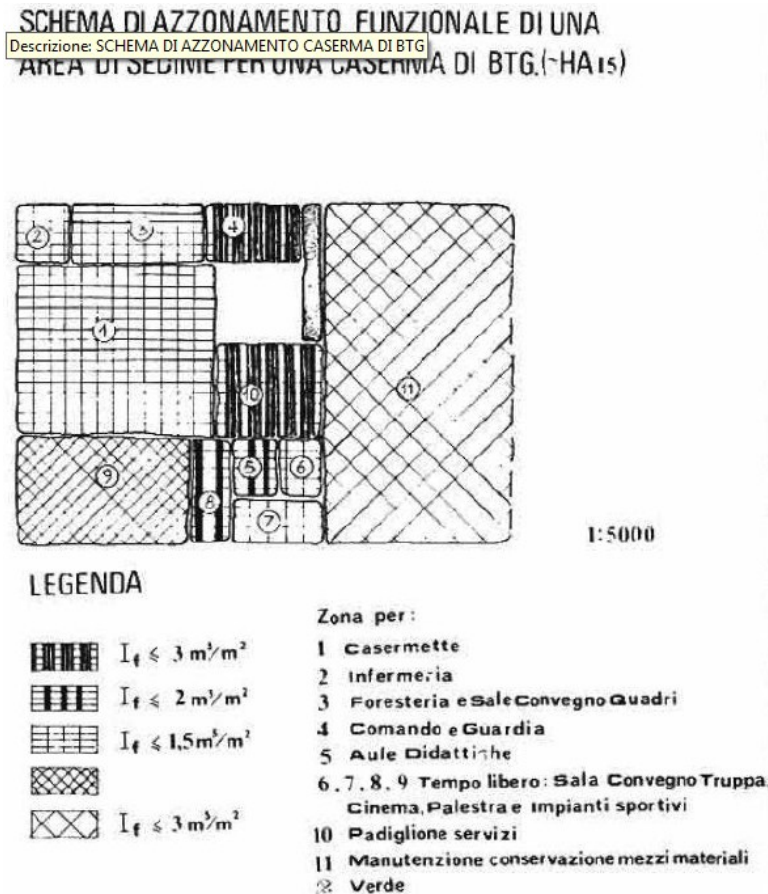 SCHEMA DI AZZONAMENTO FUNZIONALE DI UNA
Descrizione: SCHEMA DI AZZONAMENTO CASERMA DI BTG
AREA DI SEDIME PER UNA CASERMA DI BTG.(~HA 15)
2
3
4
1
10
11
9
8
5
6
7
1:5000
LEGENDA
If ≤ 3 m³/m²
If ≤ 2 m³/m²
If ≤ 1,5 m³/m²
If ≤ 3 m³/m²
Zona per:
1 Casermette
2 Infermeria
3 Foresteria e Sale Convegno Quadri
4 Comando e Guardia
5 Aule Didattiche
6.7.8.9 Tempo libero: Sala Convegno Truppa,
Cinema, Palestra e Impianti sportivi
10 Padiglione servizi
11 Manutenzione conservazione mezzi materiali
Verde